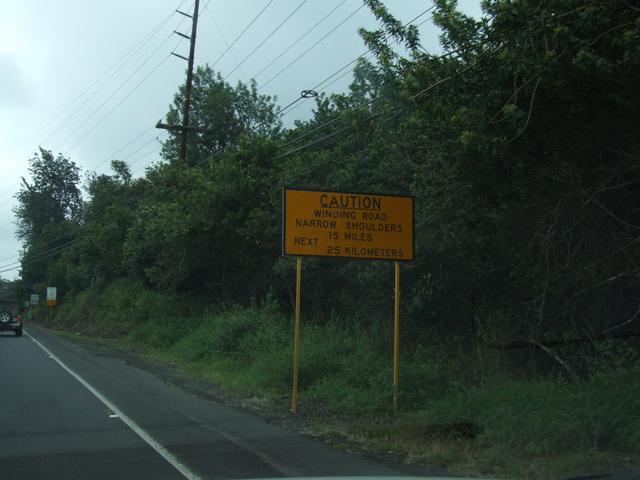 CAUTION
WINDING ROAD
NARROW SHOULDERS
15 MILES
NEXT
25 KILOMETERS